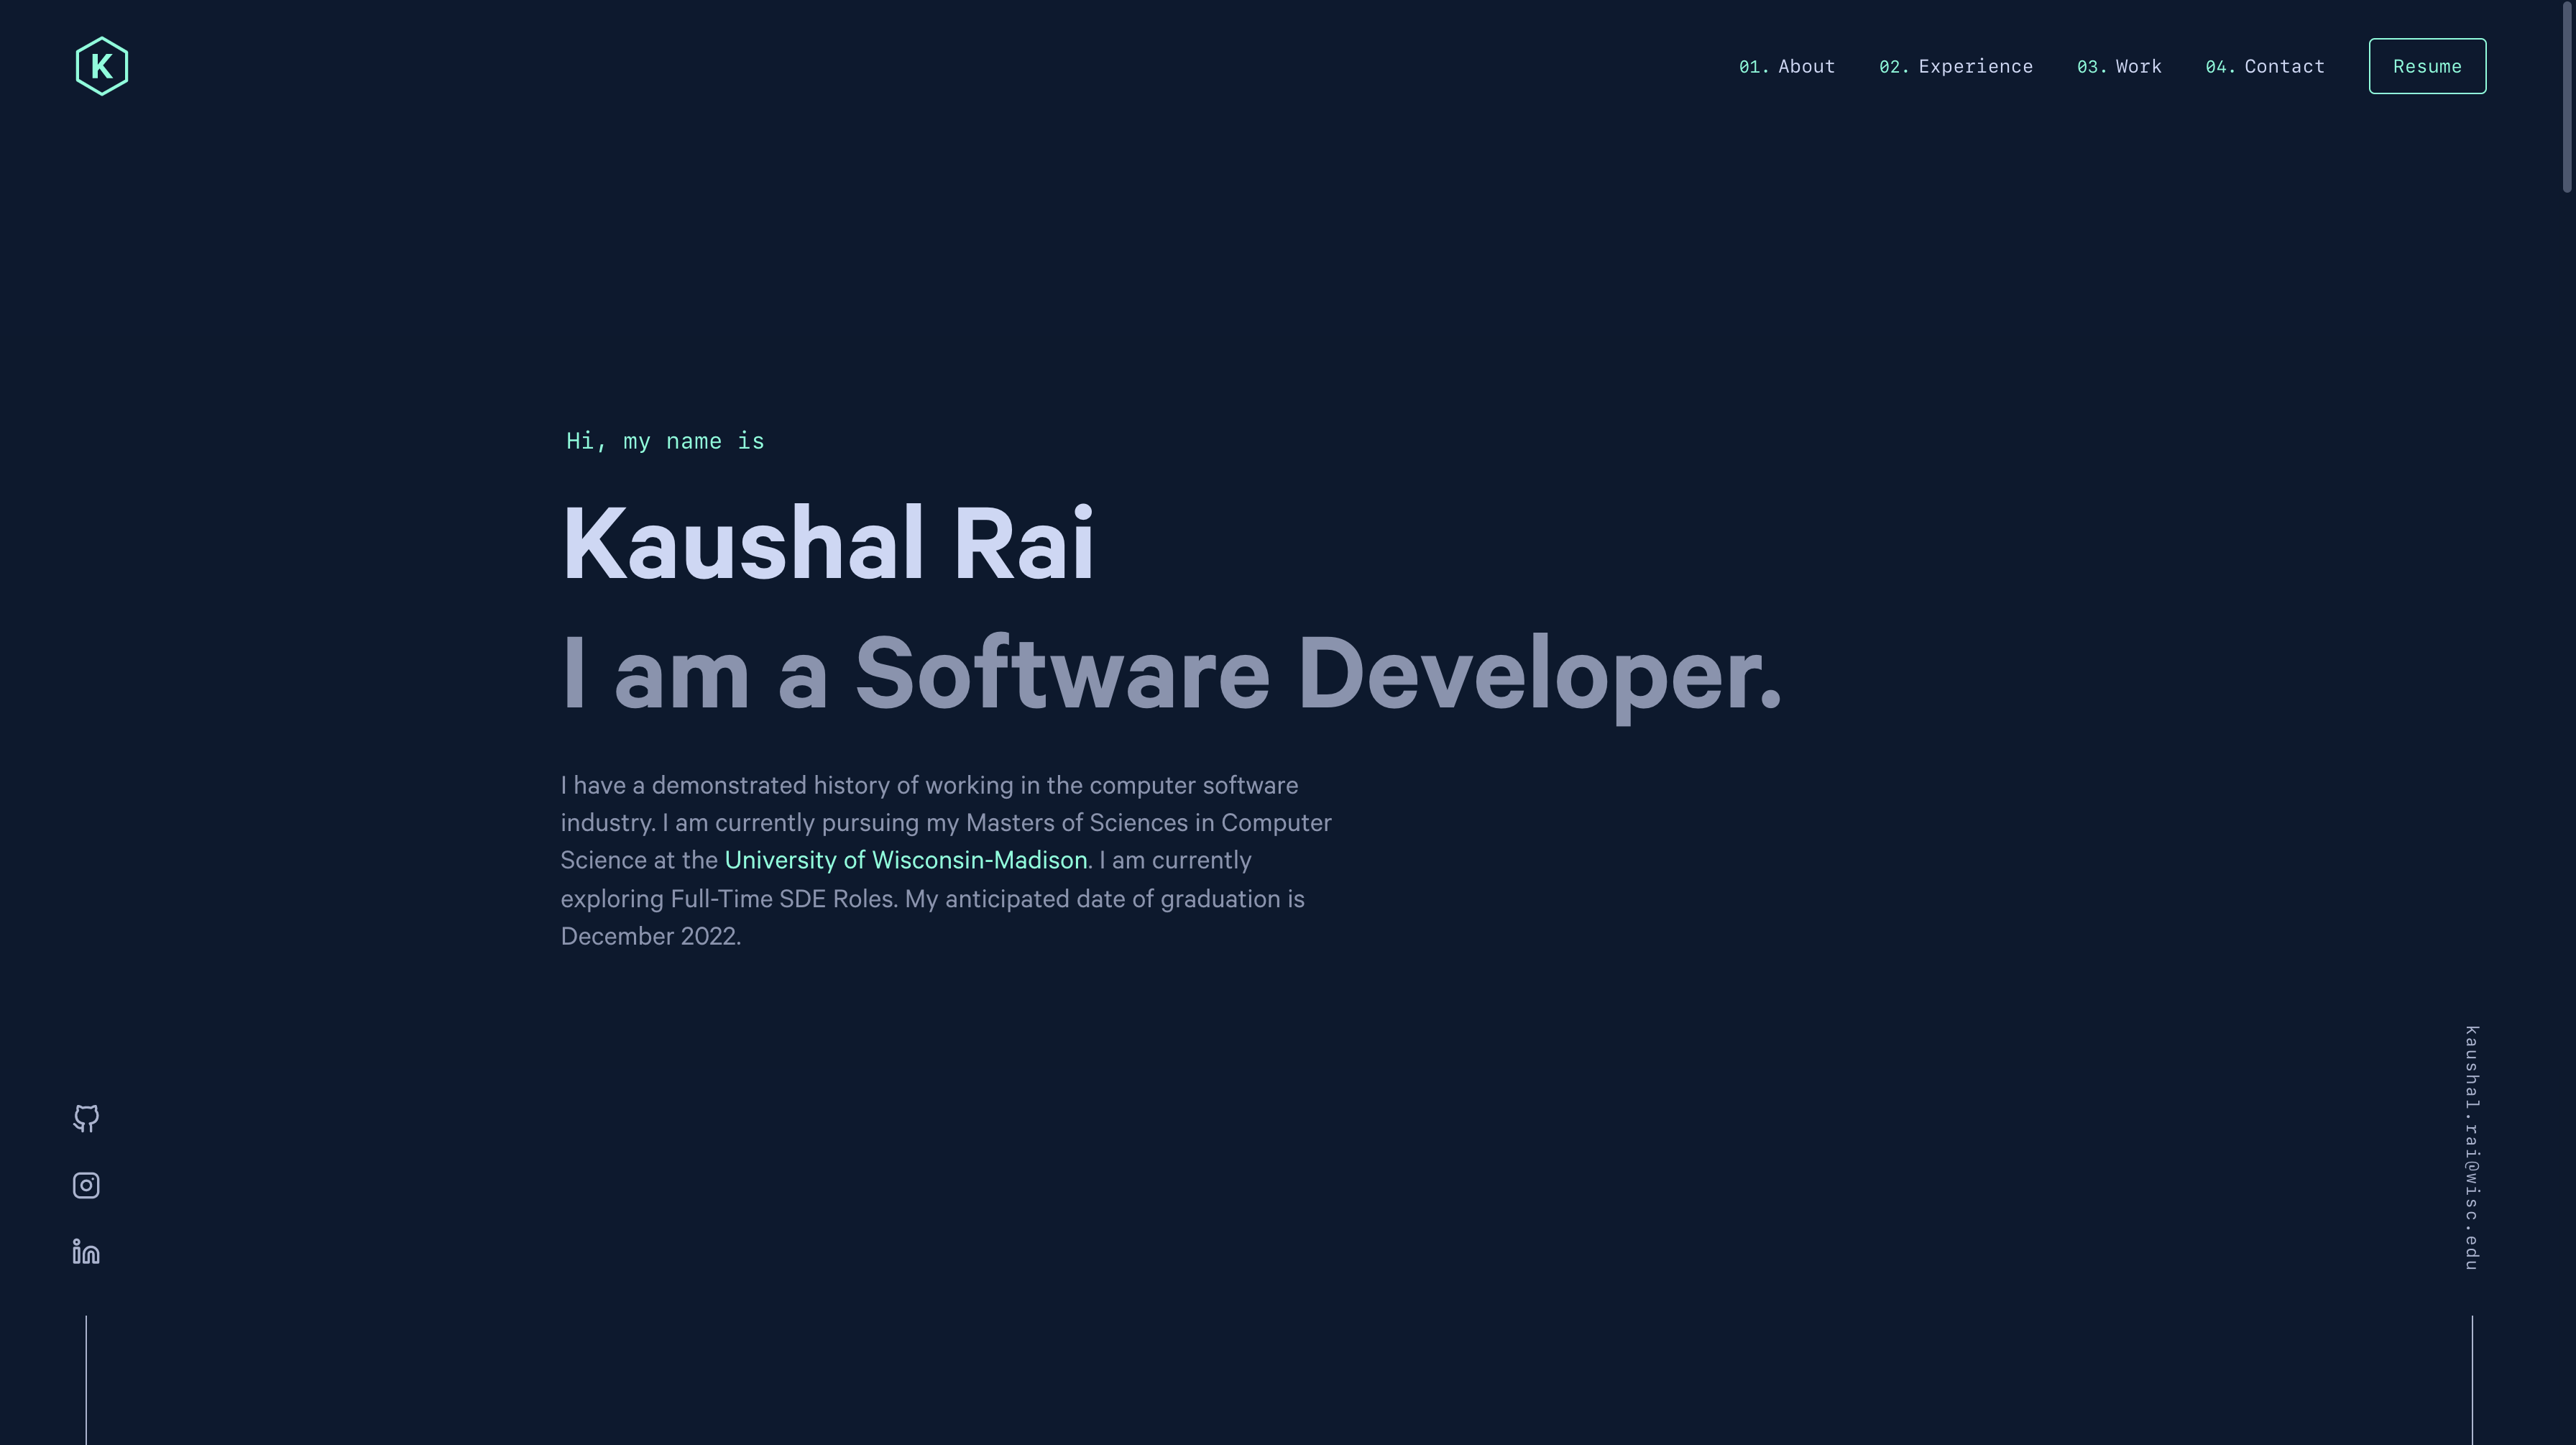 K
01. About 02. Experience 03. Work 04. Contact Resume
Hi, my name is
Kaushal Rai
I am a Software Developer.
I have a demonstrated history of working in the computer software
industry. I am currently pursuing my Masters of Sciences in Computer
Science at the University of Wisconsin-Madison. I am currently
exploring Full-Time SDE Roles. My anticipated date of graduation is
December 2022.
kaushal.rai@wisc.edu
in